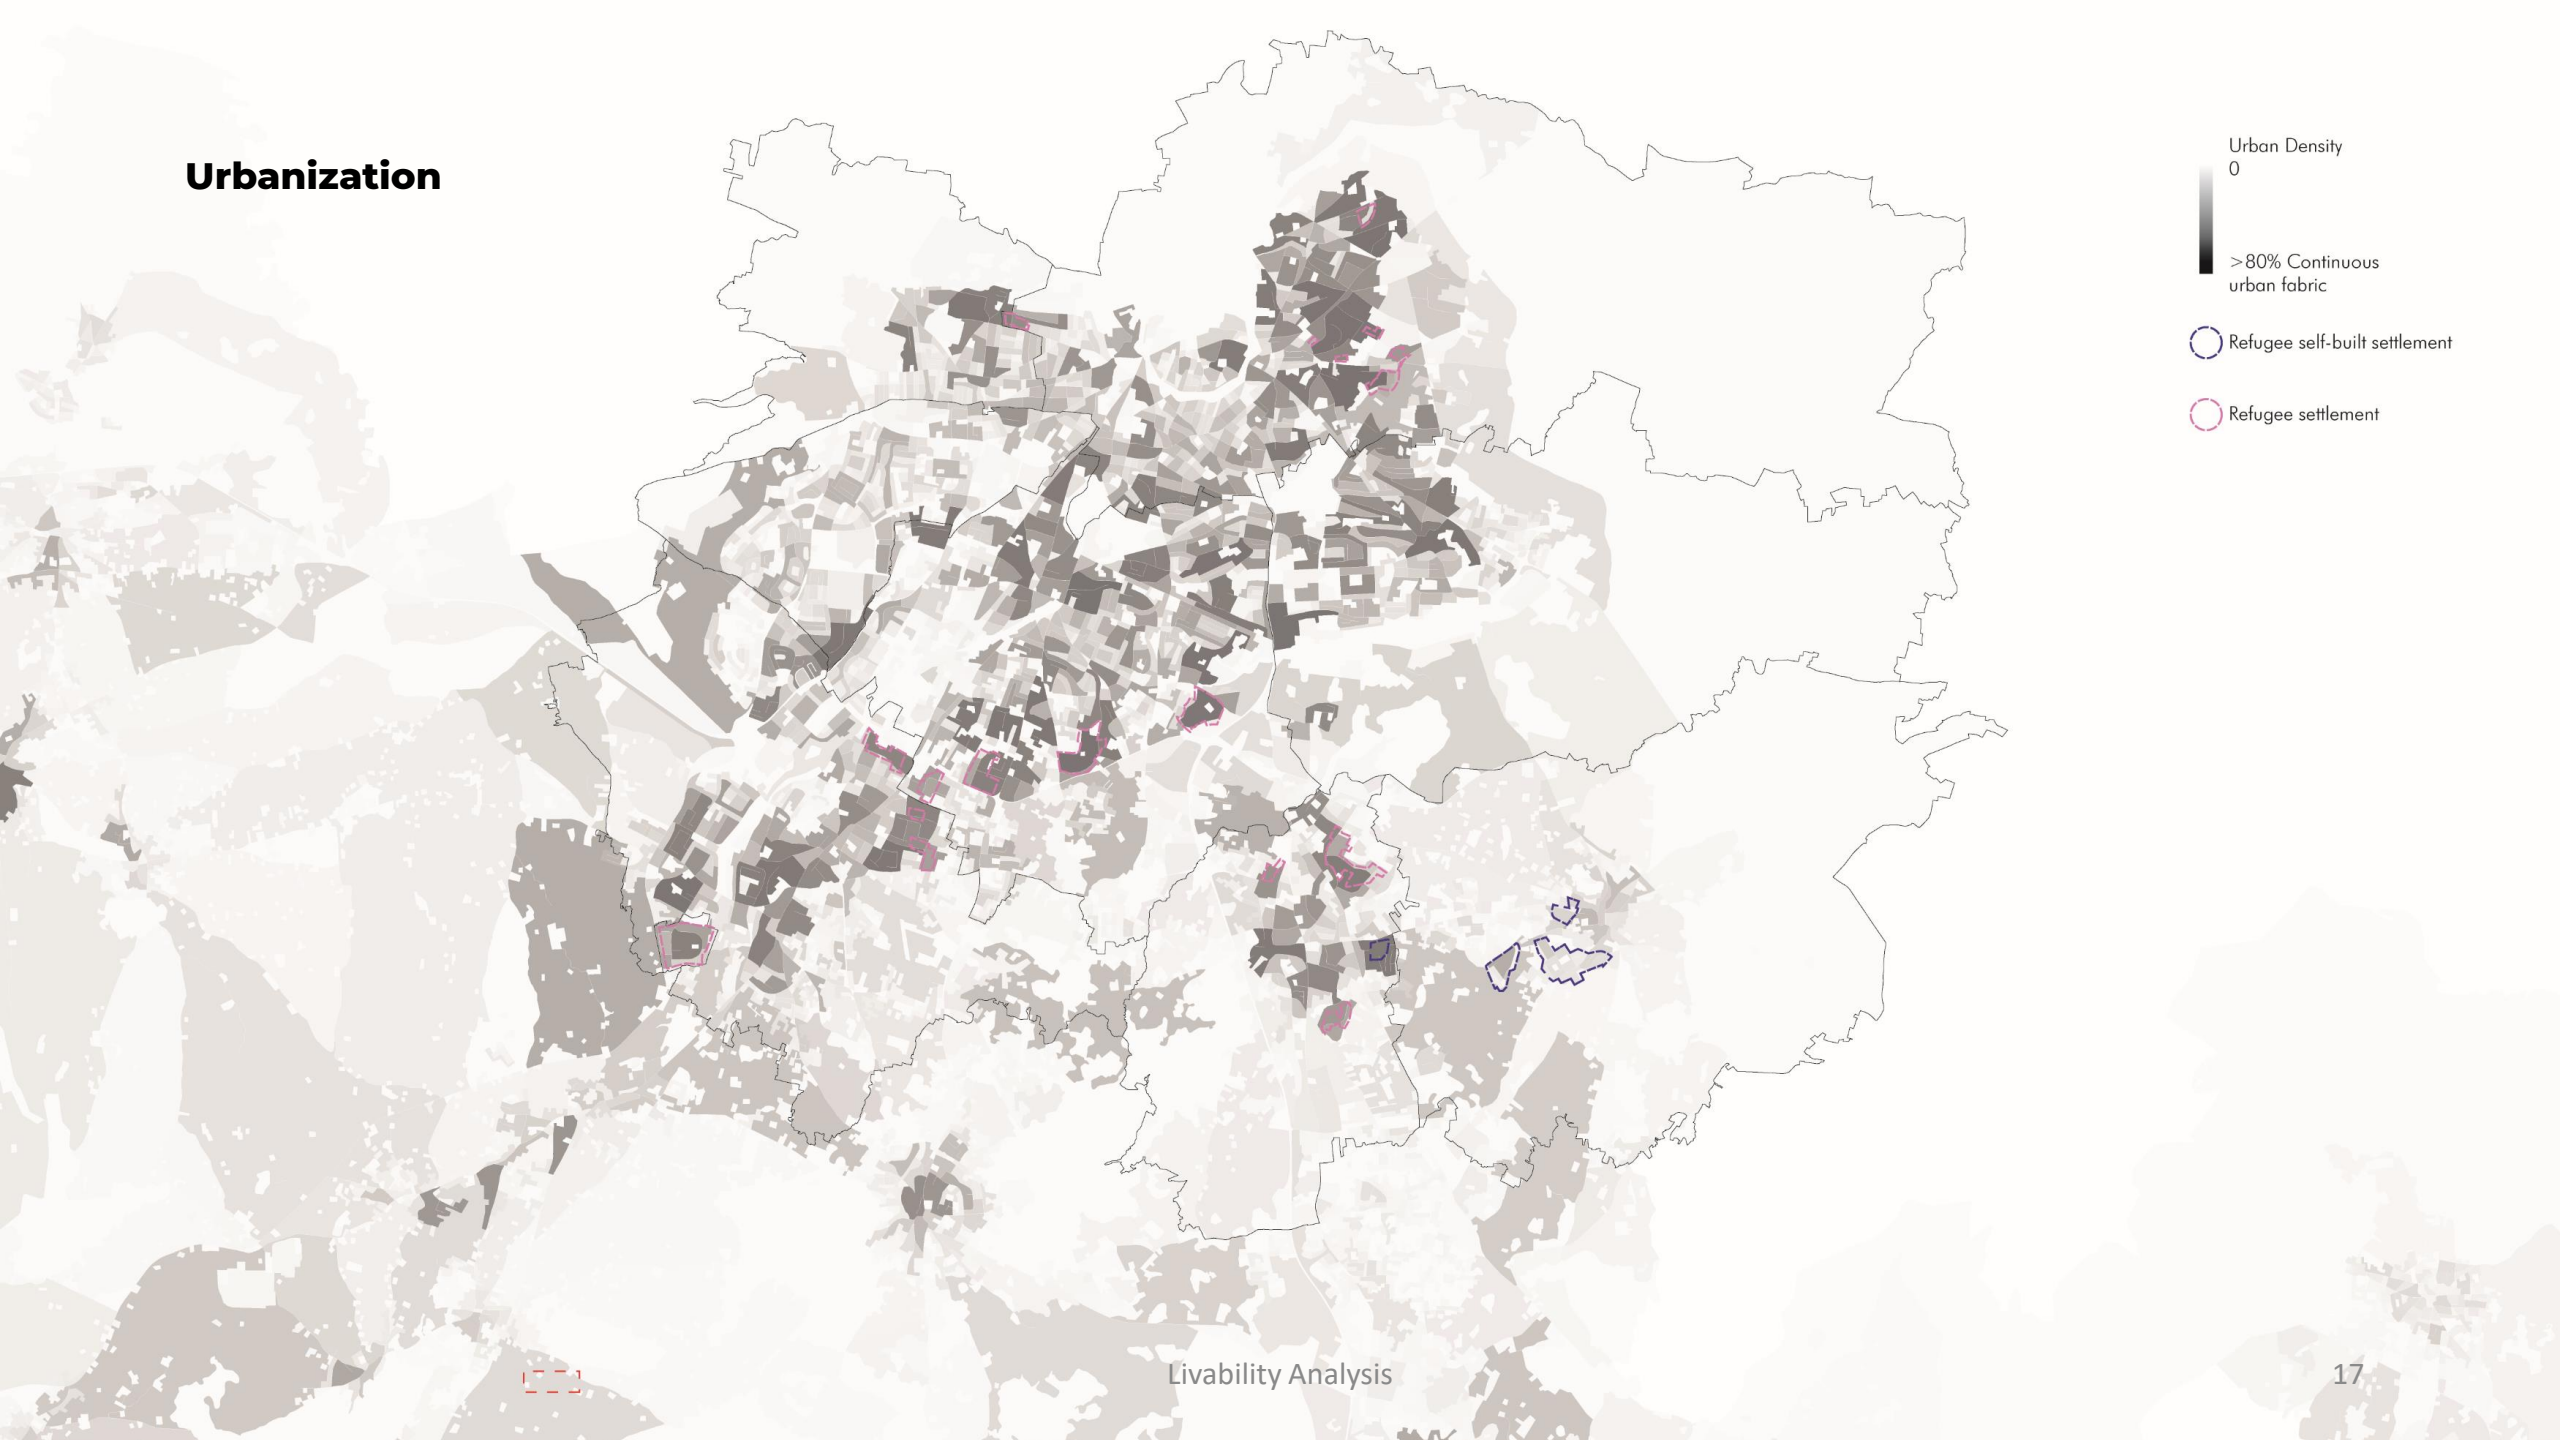 Urbanization
Urban Density
0
>80% Continuous
urban fabric
Refugee self-built settlement
Refugee settlement
Livability Analysis
17